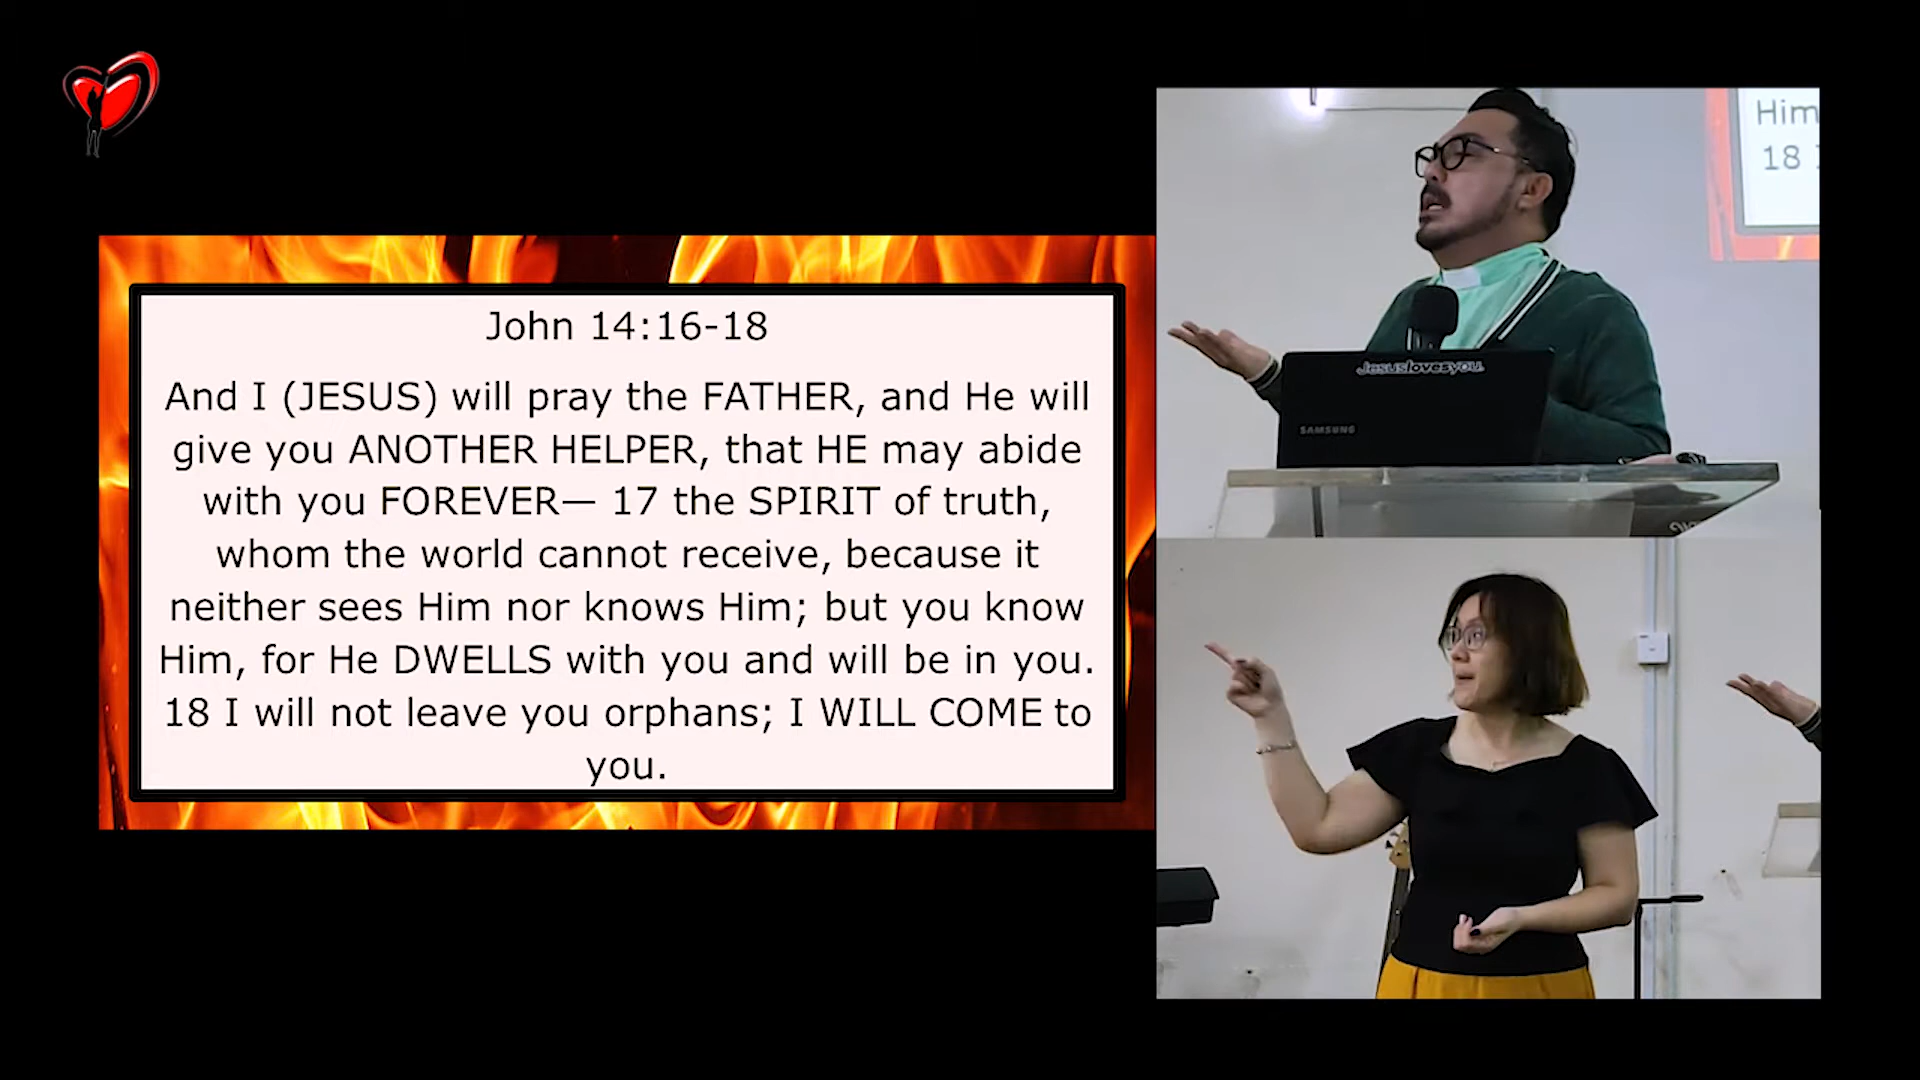 John 14:16-18
And I (JESUS) will pray the FATHER, and He will
give you ANOTHER HELPER, that HE may abide
with you FOREVER— 17 the SPIRIT of truth,
whom the world cannot receive, because it
neither sees Him nor knows Him; but you know
Him, for He DWELLS with you and will be in you.
18 I will not leave you orphans; I WILL COME to
you.
Him
18
Jesuslovesyou.
SAMSUNG